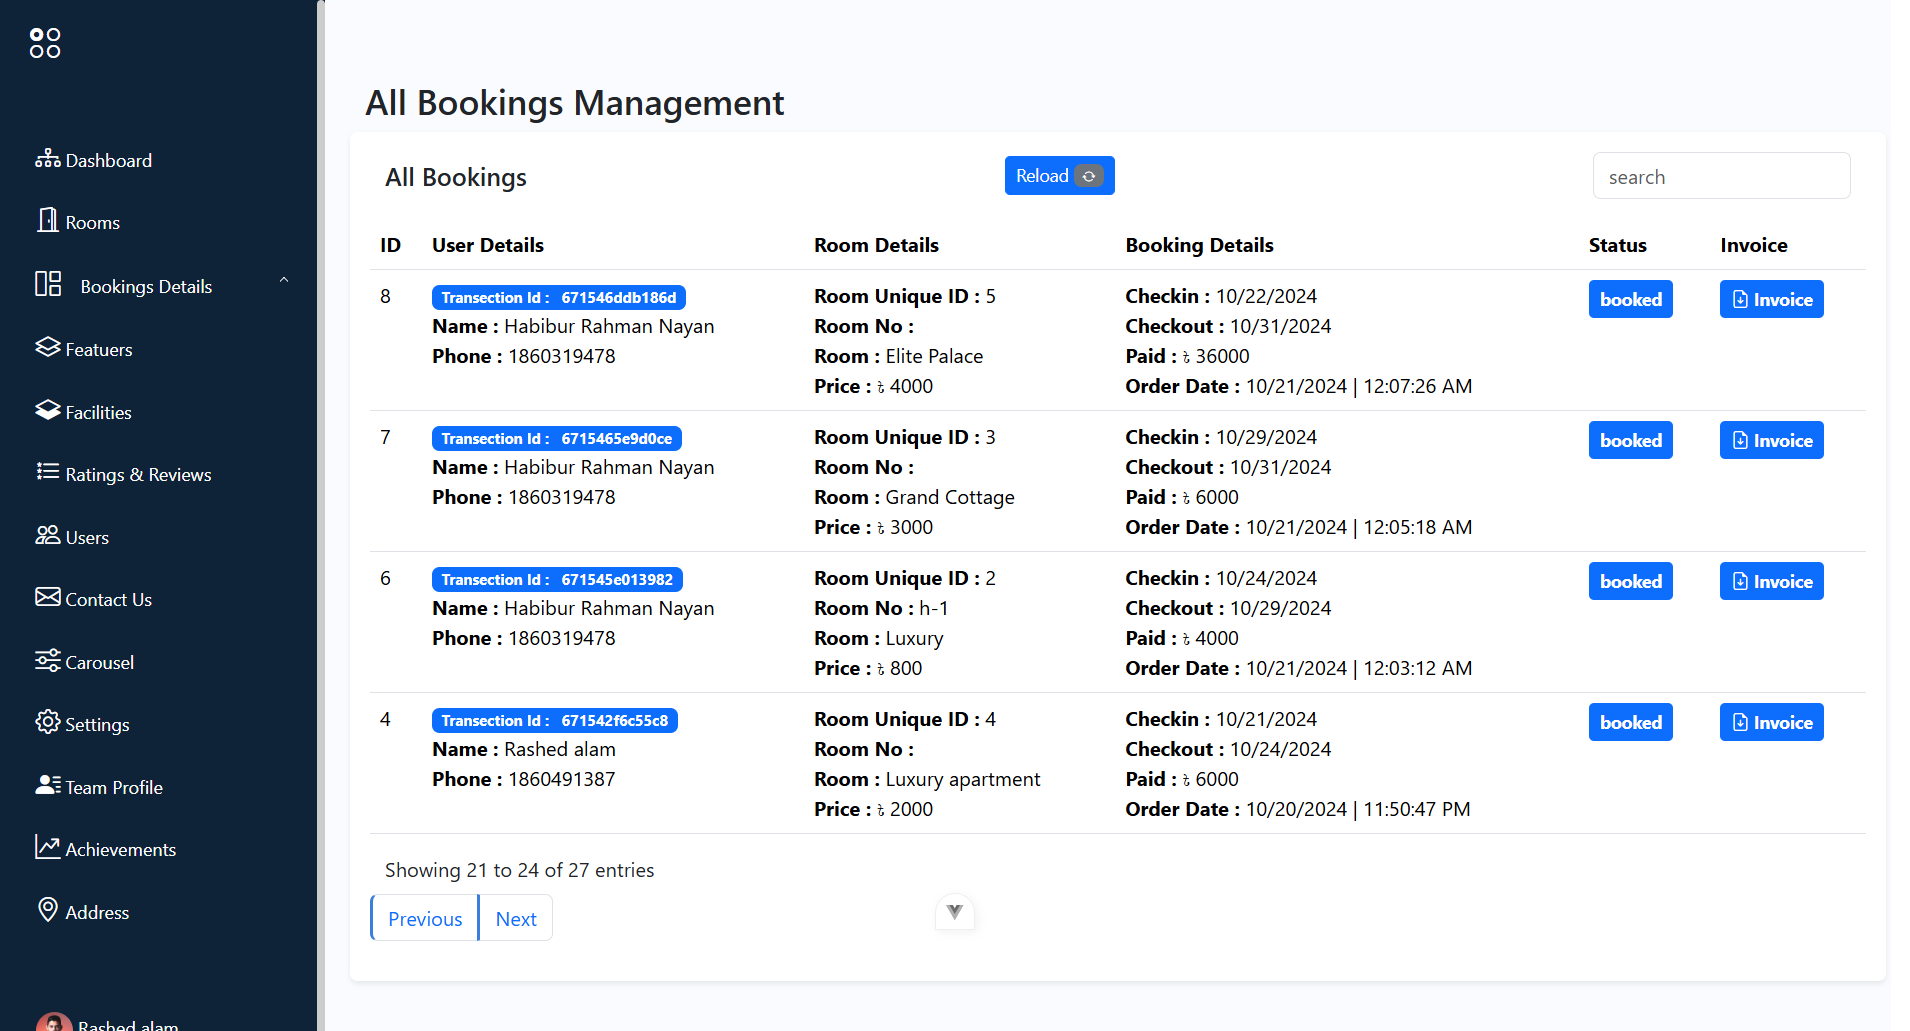 Dashboard
Rooms
Bookings Details
Featuers
Facilities
Ratings & Reviews
Users
Contact Us
Carousel
Settings
Team Profile
Achievements
Address
Rashed alam
All Bookings Management
All Bookings
Reload
search
ID User Details Room Details Booking Details Status Invoice
8 Transection Id : 671546ddb186d Room Unique ID : 5 Checkin : 10/22/2024 booked Invoice
Name : Habibur Rahman Nayan Room No : Checkout : 10/31/2024
Phone : 1860319478 Room : Elite Palace Paid : ৳ 36000
Price : ৳ 4000 Order Date : 10/21/2024 | 12:07:26 AM
7 Transection Id : 6715465e9d0ce Room Unique ID : 3 Checkin : 10/29/2024 booked Invoice
Name : Habibur Rahman Nayan Room No : Checkout : 10/31/2024
Phone : 1860319478 Room : Grand Cottage Paid : ৳ 6000
Price : ৳ 3000 Order Date : 10/21/2024 | 12:05:18 AM
6 Transection Id : 671545e013982 Room Unique ID : 2 Checkin : 10/24/2024 booked Invoice
Name : Habibur Rahman Nayan Room No : h-1 Checkout : 10/29/2024
Phone : 1860319478 Room : Luxury Paid : ৳ 4000
Price : ৳ 800 Order Date : 10/21/2024 | 12:03:12 AM
4 Transection Id : 671542f6c55c8 Room Unique ID : 4 Checkin : 10/21/2024 booked Invoice
Name : Rashed alam Room No : Checkout : 10/24/2024
Phone : 1860491387 Room : Luxury apartment Paid : ৳ 6000
Price : ৳ 2000 Order Date : 10/20/2024 | 11:50:47 PM
Showing 21 to 24 of 27 entries
Previous Next